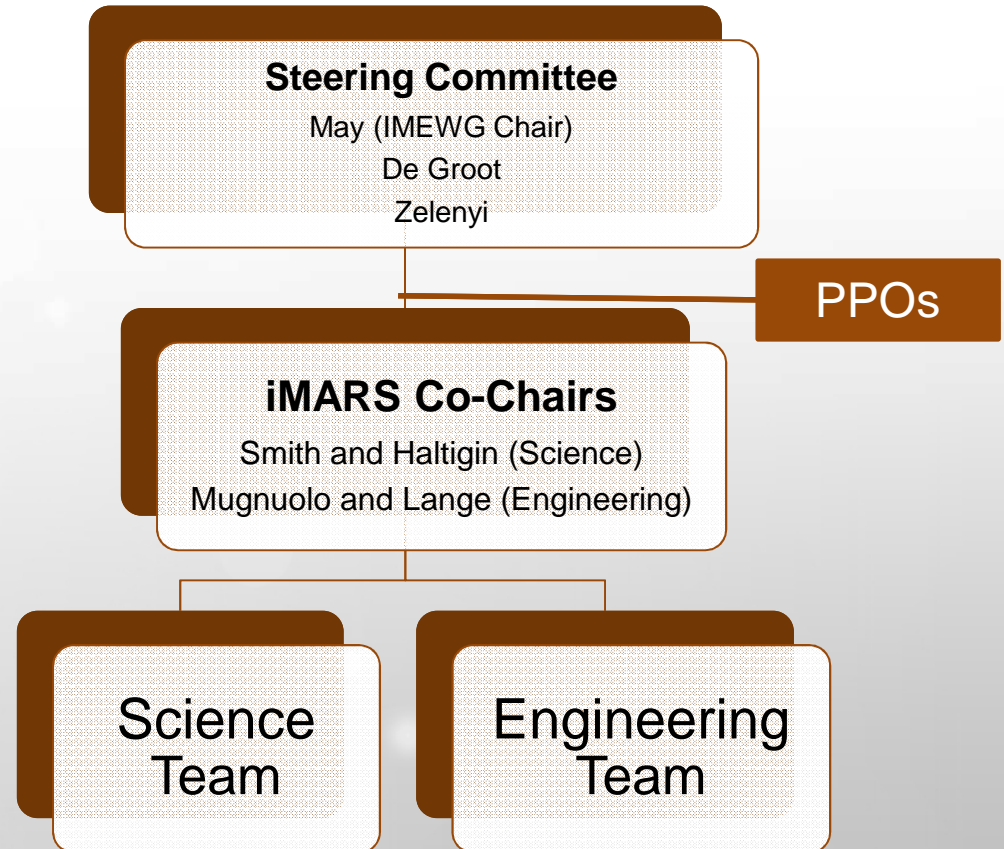 Steering Committee
May (IMEWG Chair)
De Groot
Zelenyi
PPOs
iMARS Co-Chairs
Smith and Haltigin (Science)
Mugnuolo and Lange (Engineering)
Science
Team
Engineering
Team